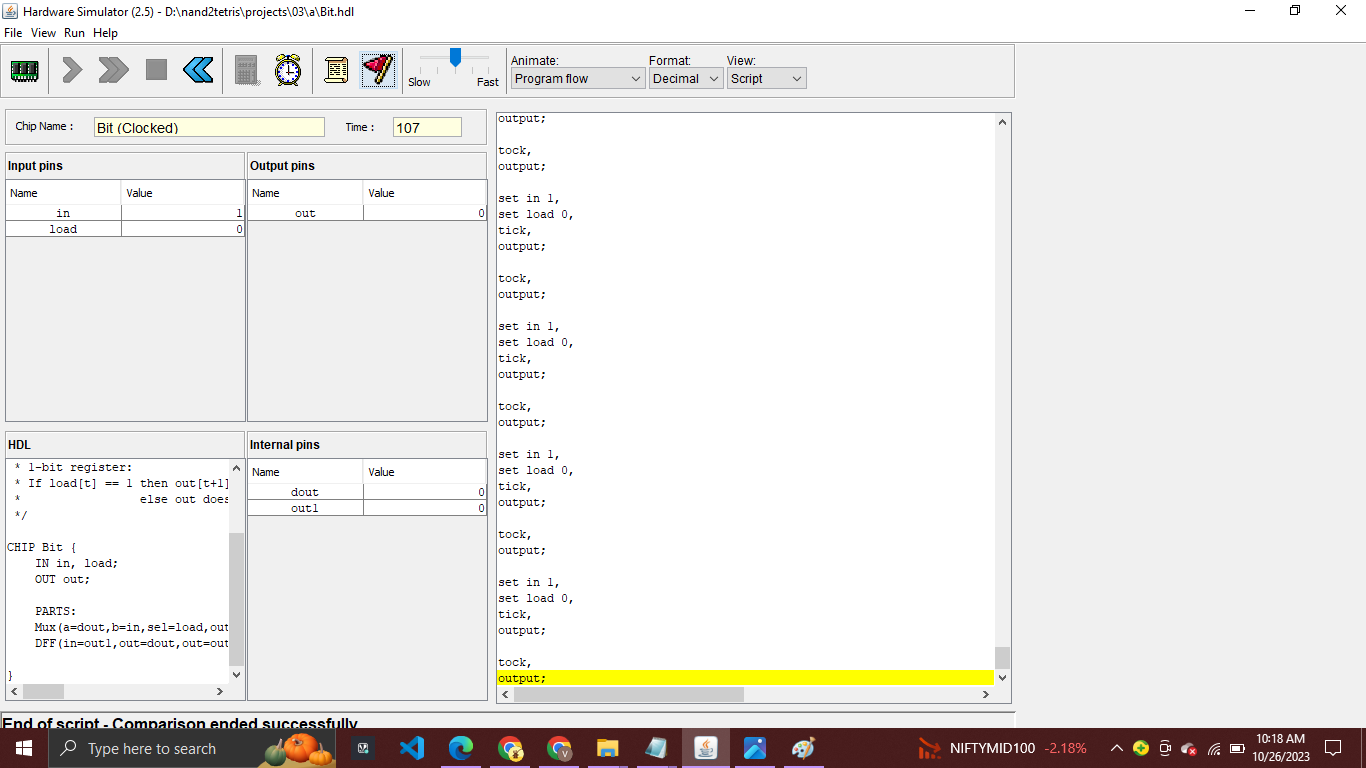 Hardware Simulator (2.5) - D:\nand2tetris\projects\03\a\Bit.hdl
File View Run Help
Slow Fast
Animate:
Program flow
Format:
Decimal
View:
Script
Chip Name :
Bit (Clocked)
Time :
107
Input pins
Name Value
in 1
load 0
Output pins
Name Value
out 0
HDL
* 1-bit register:
* If load[t] == 1 then out[t+1]
* else out does
*/
CHIP Bit {
IN in, load;
OUT out;
PARTS:
Mux(a=dout,b=in,sel=load,out
DFF(in=out1,out=dout,out=out
}
Internal pins
Name Value
dout 0
out1 0
output;
tock,
output;
set in 1,
set load 0,
tick,
output;
tock,
output;
set in 1,
set load 0,
tick,
output;
tock,
output;
set in 1,
set load 0,
tick,
output;
tock,
output;
set in 1,
set load 0,
tick,
output;
tock,
output;
End of script - Comparison ended successfully
Type here to search
NIFTYMID100 -2.18%
10:18 AM
10/26/2023